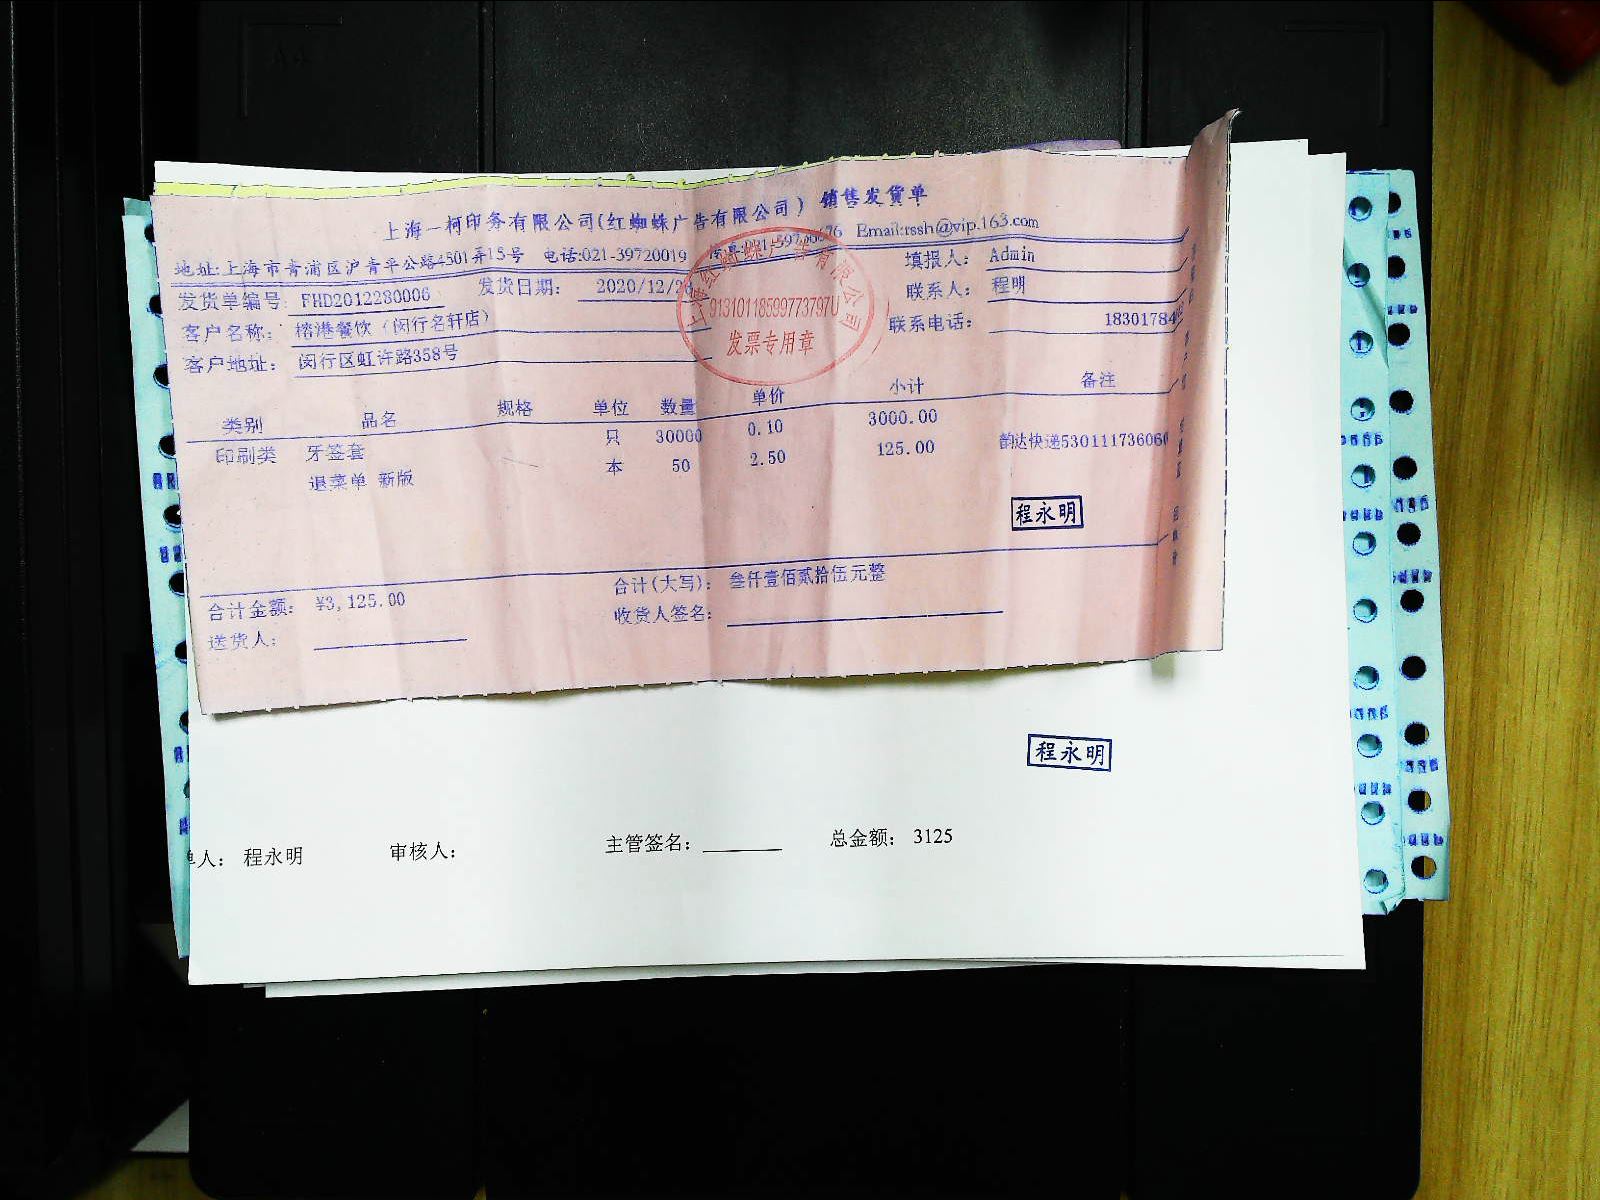 上海一柯印务有限公司(红蜘蛛广告有限公司) 销售发货单
地址:上海市青浦区沪青平公路4501弄15号 电话:021-39720019 Email:rssh@vip.163.com
发货单编号: FHD2012280006 发货日期: 2020/12/28 填报人: Admin
客户名称: 榕港餐饮(闵行名轩店) 联系人: 程明
客户地址: 闵行区虹许路358号 联系电话: 18301784
913101185997737970
发票专用章
类别 品名 规格 单位 数量 单价 小计 备注
印刷类 牙签套 只 30000 0.10 3000.00
退菜单 新版 本 50 2.50 125.00 韵达快递530111736060
程永明
合计金额: ¥3,125.00 合计(大写): 叁仟壹佰贰拾伍元整
送货人: 收货人签名:
程永明
单人: 程永明 审核人: 主管签名: 总金额: 3125